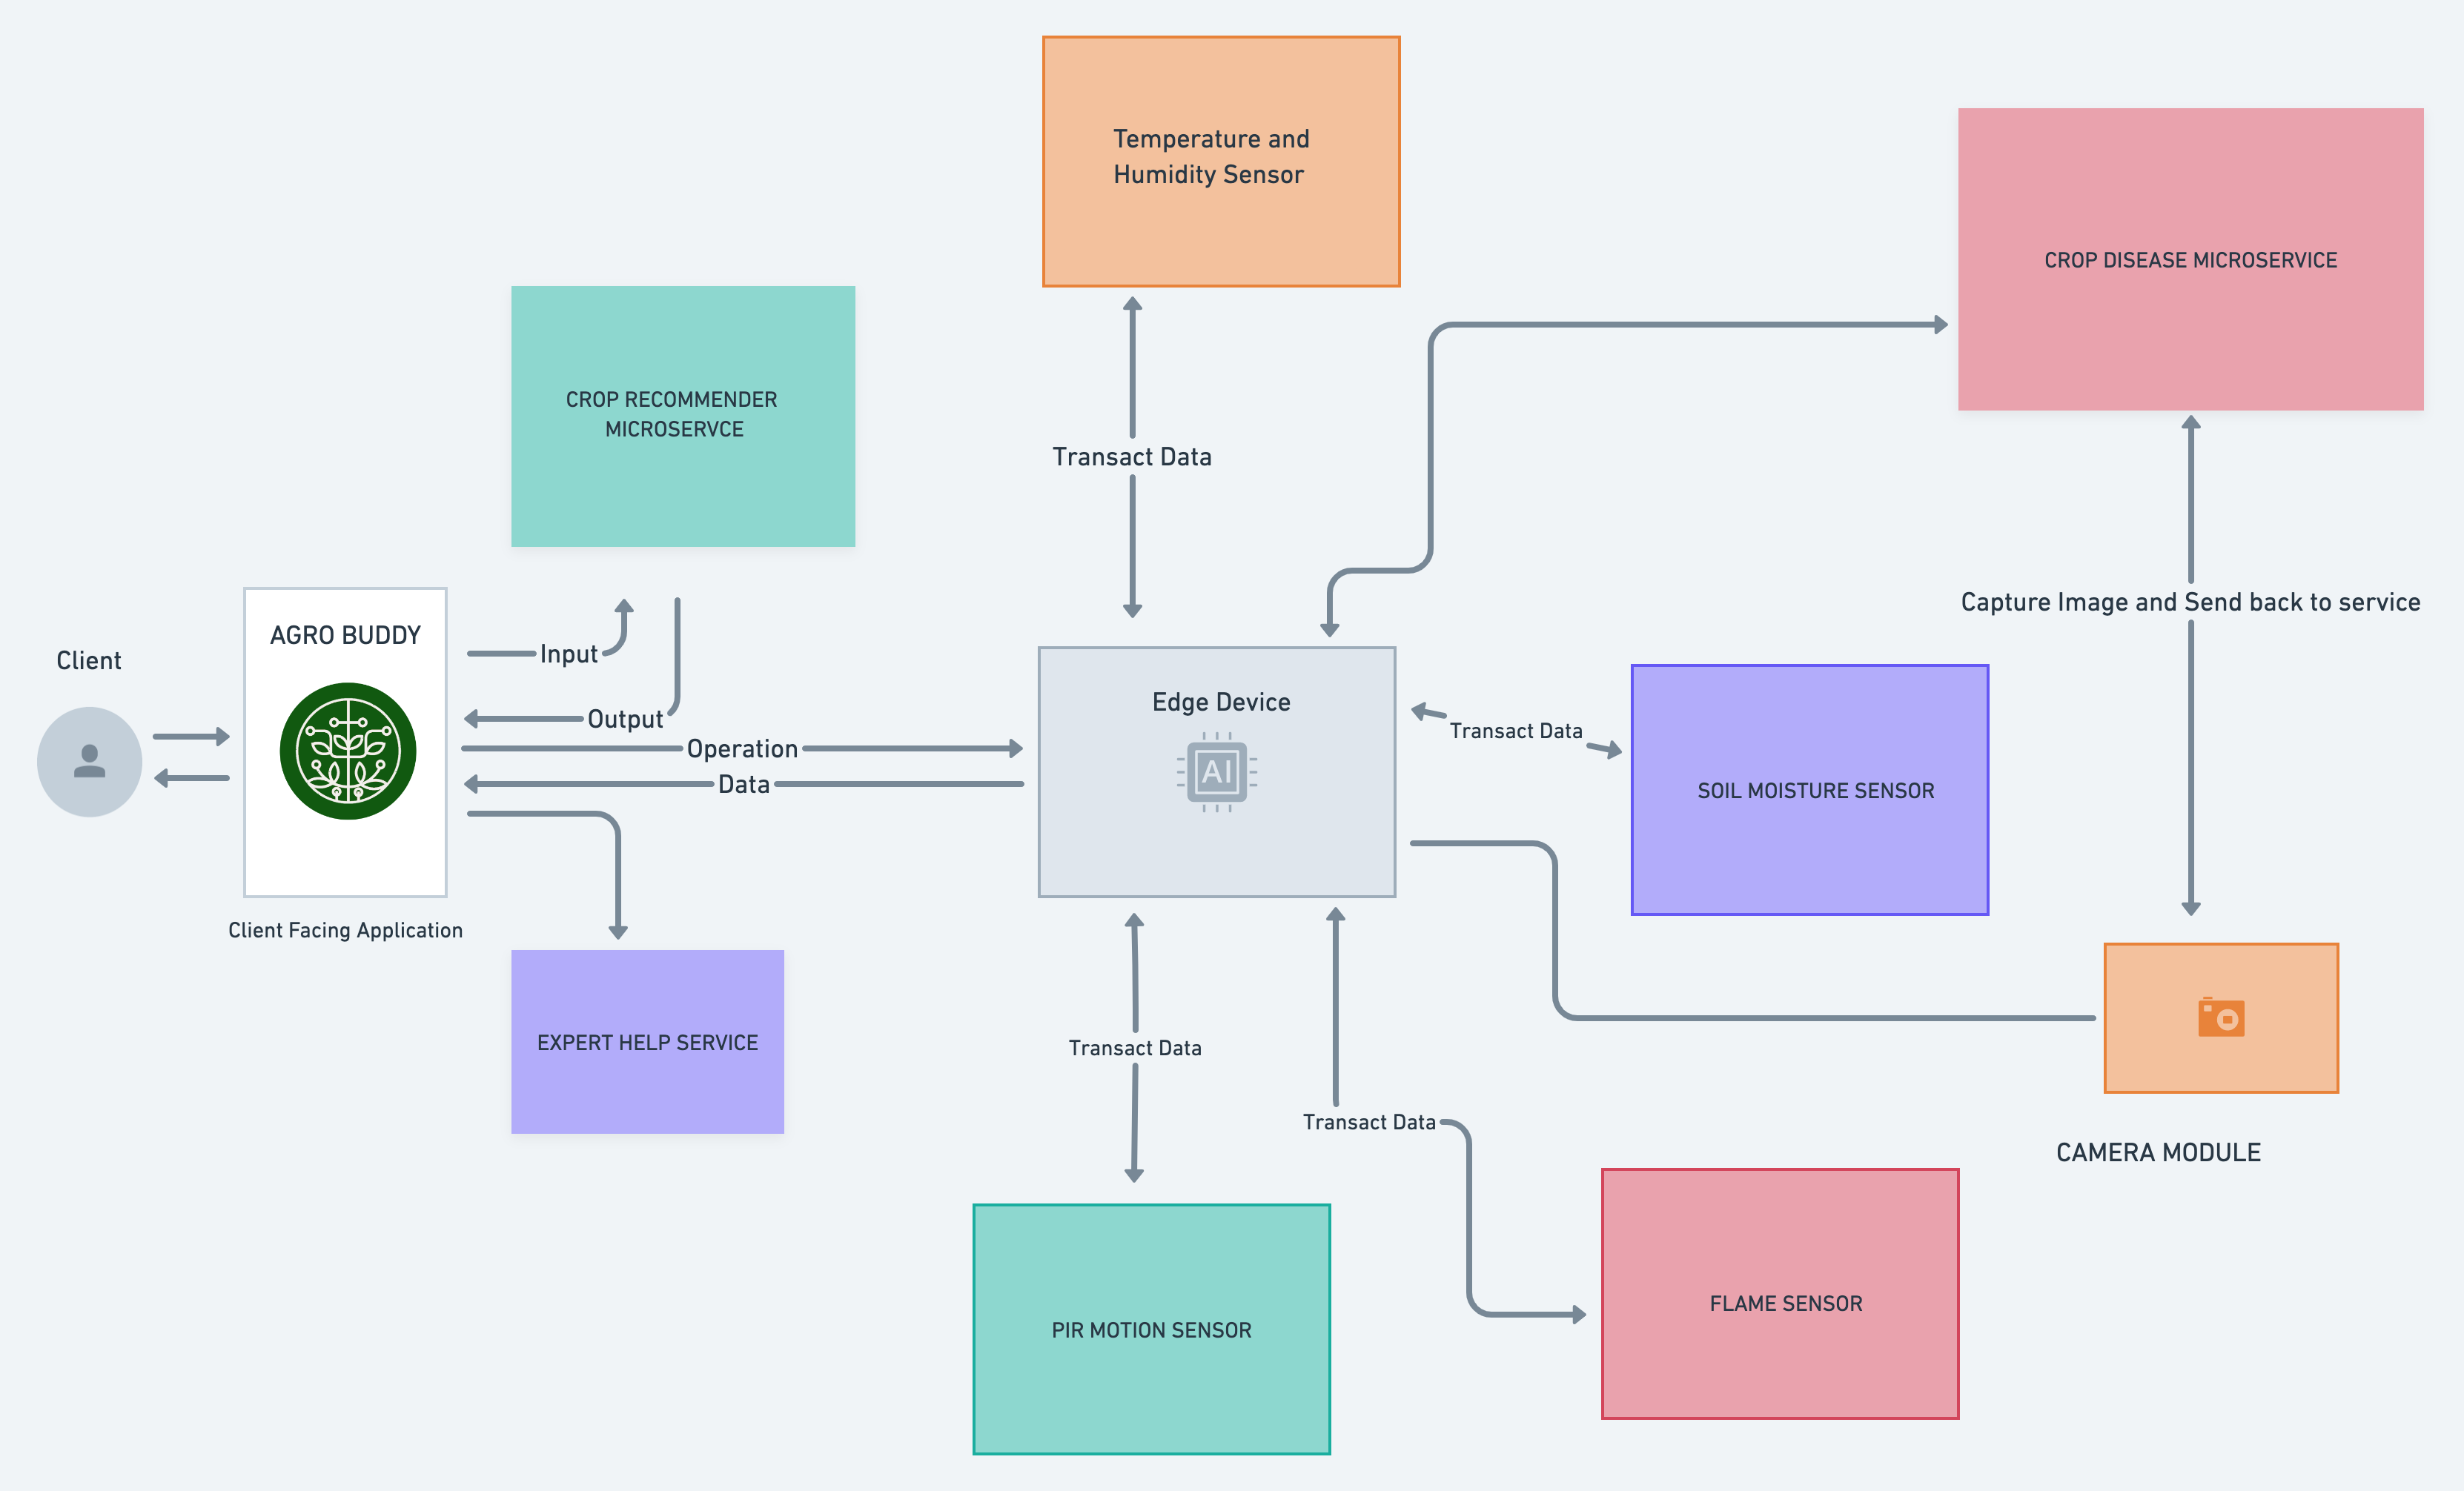 Temperature and
Humidity Sensor
CROP DISEASE MICROSERVICE
CROP RECOMMENDER
MICROSERVCE
Transact Data
Capture Image and Send back to service
AGRO BUDDY
Client
Input
Output
Operation
Data
Edge Device
AI
Transact Data
SOIL MOISTURE SENSOR
Client Facing Application
EXPERT HELP SERVICE
Transact Data
Transact Data
CAMERA MODULE
FLAME SENSOR
PIR MOTION SENSOR